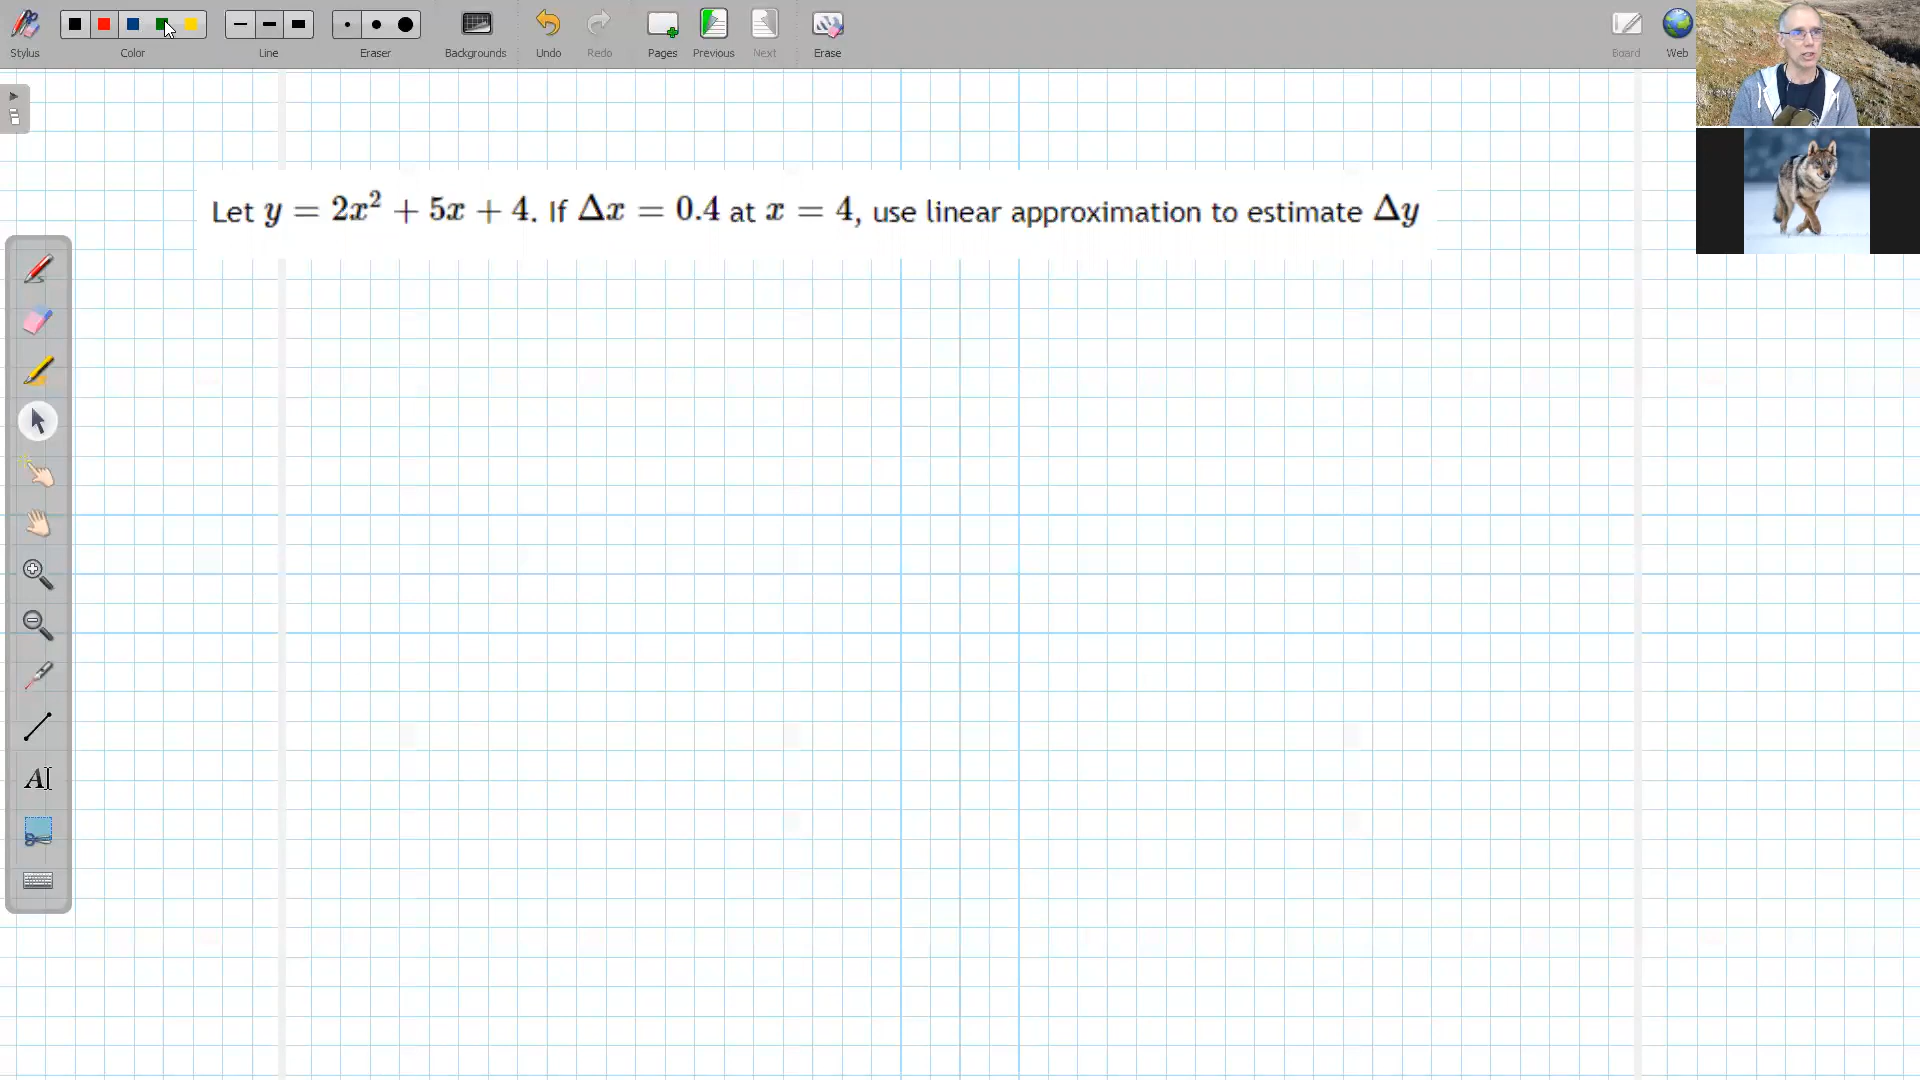 Stylus
Color
Line
Eraser
Backgrounds
Undo
Redo
Pages
Previous
Next
Erase
Board
Web
Let y = 2x² + 5x + 4. If Δx = 0.4 at x = 4, use linear approximation to estimate Δy
A